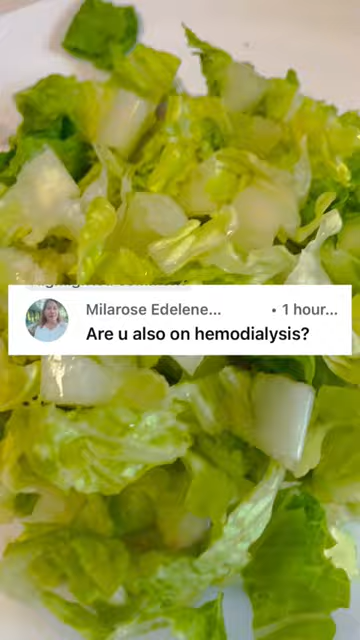 Milarose Edelene... • 1 hour...
Are u also on hemodialysis?